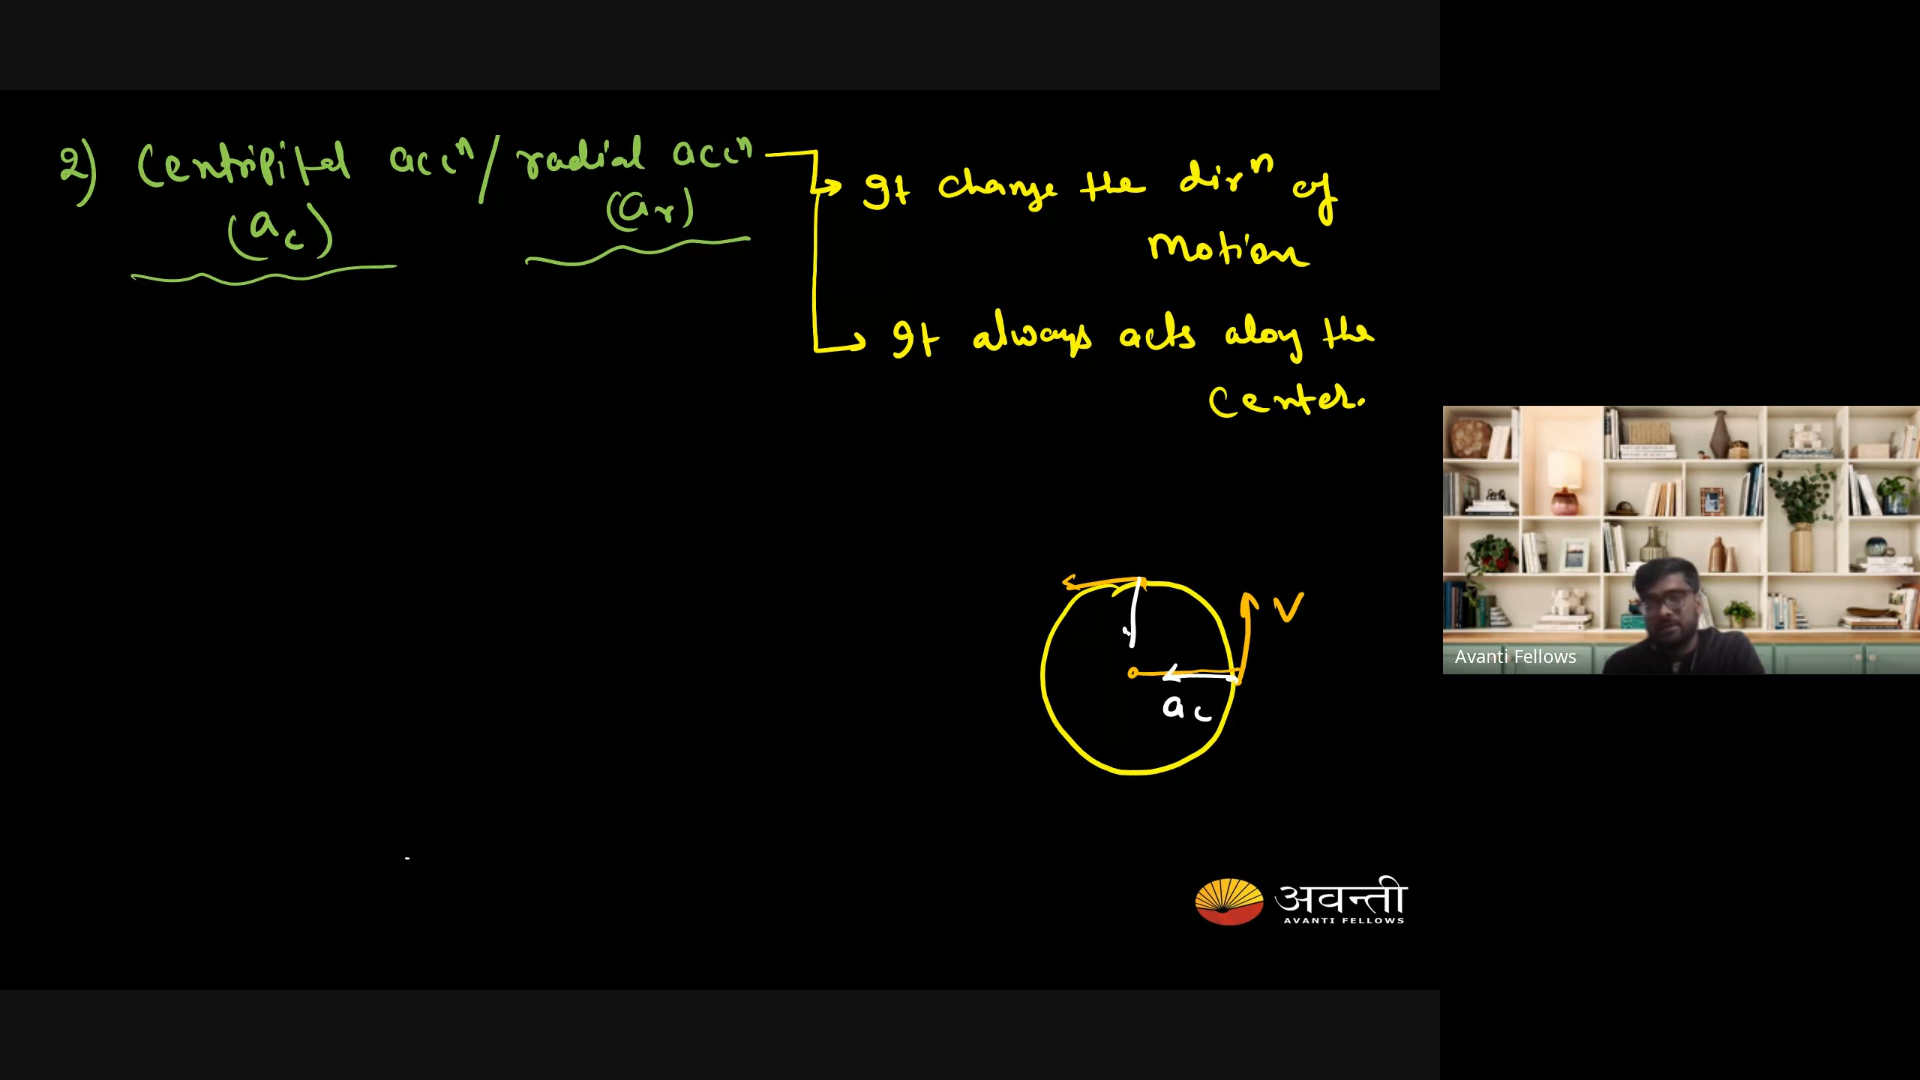 2) Centripital accⁿ/ radial accⁿ
(ac) (ar)
It change the dirⁿ of
motion
It always acts along the
center.
V
ac
Avanti Fellows
अवन्ती
AVANTI FELLOWS